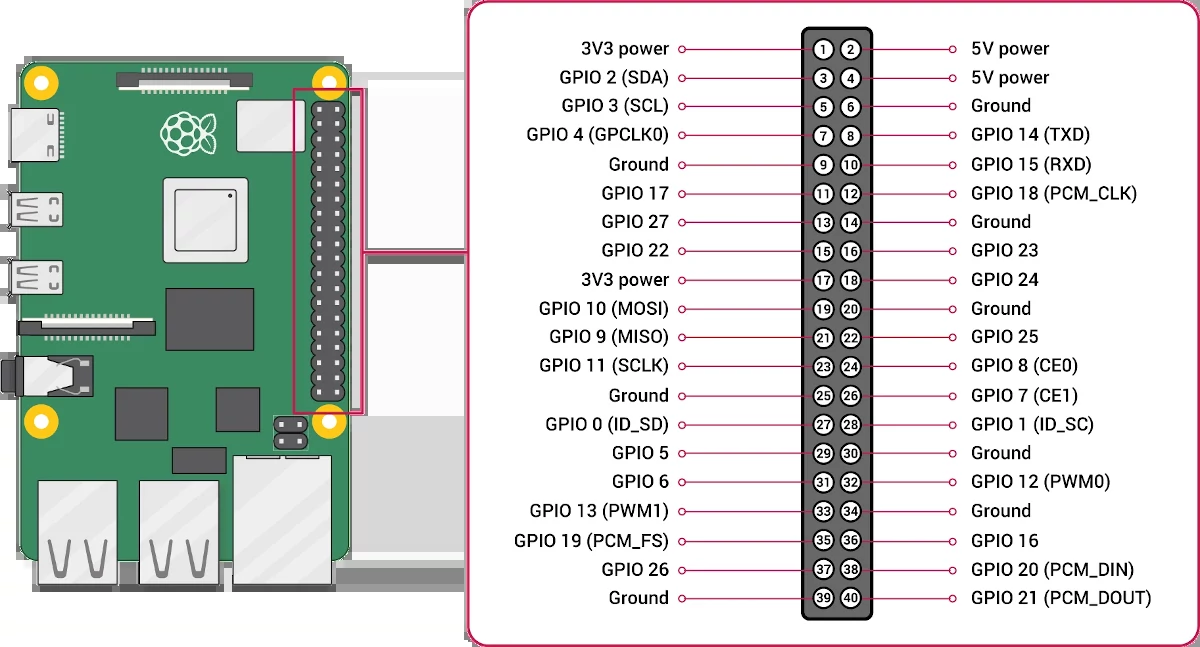 3V3 power 1 2 5V power
GPIO 2 (SDA) 3 4 5V power
GPIO 3 (SCL) 5 6 Ground
GPIO 4 (GPCLK0) 7 8 GPIO 14 (TXD)
Ground 9 10 GPIO 15 (RXD)
GPIO 17 11 12 GPIO 18 (PCM_CLK)
GPIO 27 13 14 Ground
GPIO 22 15 16 GPIO 23
3V3 power 17 18 GPIO 24
GPIO 10 (MOSI) 19 20 Ground
GPIO 9 (MISO) 21 22 GPIO 25
GPIO 11 (SCLK) 23 24 GPIO 8 (CE0)
Ground 25 26 GPIO 7 (CE1)
GPIO 0 (ID_SD) 27 28 GPIO 1 (ID_SC)
GPIO 5 29 30 Ground
GPIO 6 31 32 GPIO 12 (PWM0)
GPIO 13 (PWM1) 33 34 Ground
GPIO 19 (PCM_FS) 35 36 GPIO 16
GPIO 26 37 38 GPIO 20 (PCM_DIN)
Ground 39 40 GPIO 21 (PCM_DOUT)